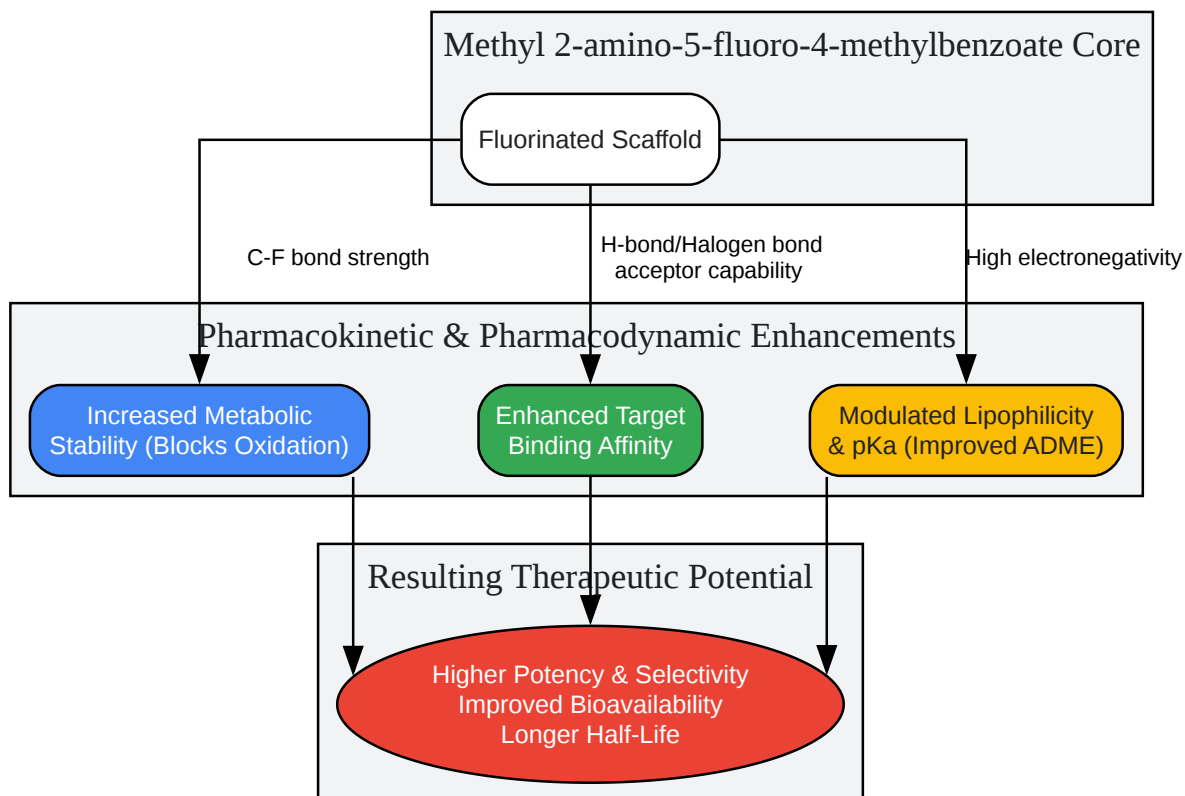 Methyl 2-amino-5-fluoro-4-methylbenzoate Core
Fluorinated Scaffold
C-F bond strength
H-bond/Halogen bond
acceptor capability
High electronegativity
Pharmacokinetic & Pharmacodynamic Enhancements
Increased Metabolic
Stability (Blocks Oxidation)
Enhanced Target
Binding Affinity
Modulated Lipophilicity
& pKa (Improved ADME)
Resulting Therapeutic Potential
Higher Potency & Selectivity
Improved Bioavailability
Longer Half-Life